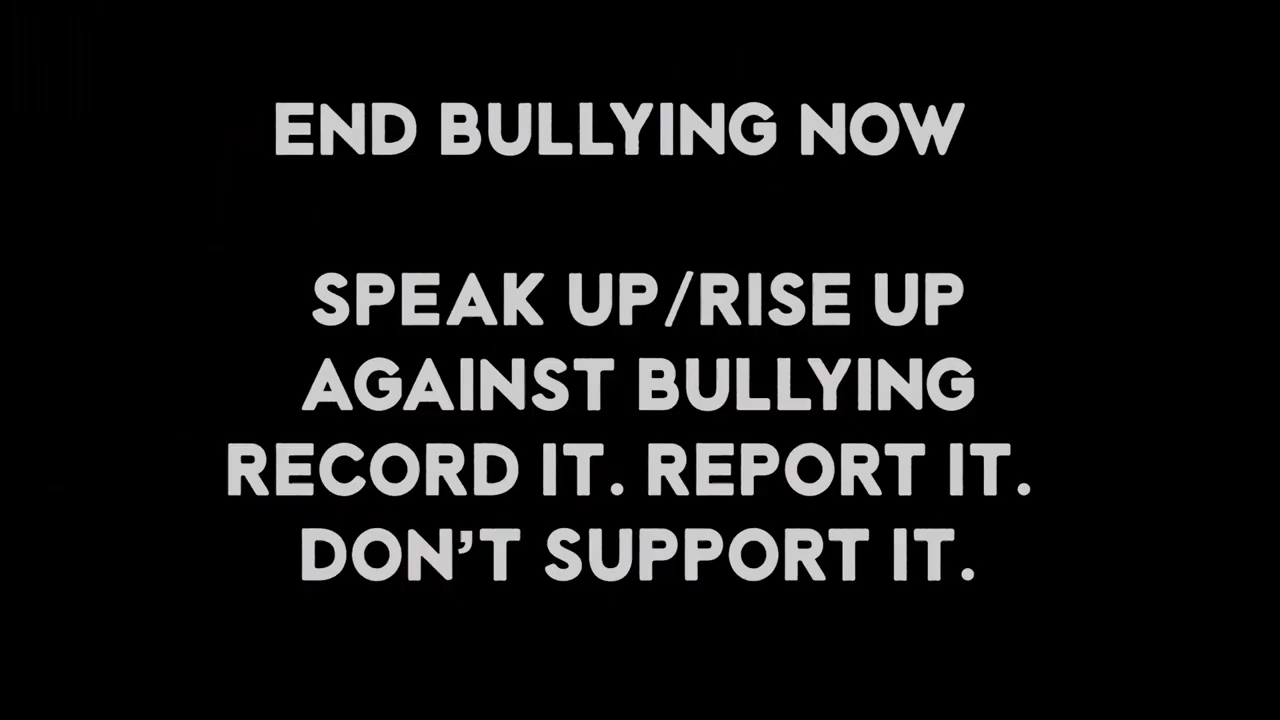 END BULLYING NOW
SPEAK UP/RISE UP
AGAINST BULLYING
RECORD IT. REPORT IT.
DON'T SUPPORT IT.